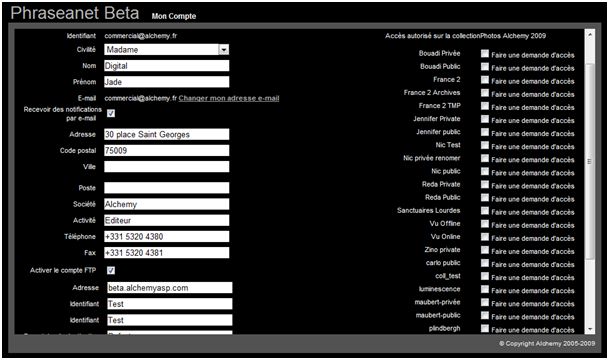 Phraseanet Beta Mon Compte
Identifiant commercial@alchemy.fr
Civilité Madame
Nom Digital
Prénom Jade
E-mail commercial@alchemy.fr Changer mon adresse e-mail
Recevoir des notifications
par e-mail
Adresse 30 place Saint Georges
Code postal 75009
Ville
Poste
Société Alchemy
Activité Editeur
Téléphone +331 5320 4380
Fax +331 5320 4381
Activer le compte FTP
Adresse beta.alchemyasp.com
Identifiant Test
Identifiant Test
Accès autorisé sur la collectionPhotos Alchemy 2009
Bouadi Privée Faire une demande d'accès
Bouadi Public Faire une demande d'accès
France 2 Faire une demande d'accès
France 2 Archives Faire une demande d'accès
France 2 TMP Faire une demande d'accès
Jennifer Private Faire une demande d'accès
Jennifer public Faire une demande d'accès
Nic Test Faire une demande d'accès
Nic privée renomer Faire une demande d'accès
Nic public Faire une demande d'accès
Reda Private Faire une demande d'accès
Reda Public Faire une demande d'accès
Sanctuaires Lourdes Faire une demande d'accès
Vu Offline Faire une demande d'accès
Vu Online Faire une demande d'accès
Zino private Faire une demande d'accès
carlo public Faire une demande d'accès
coll_test Faire une demande d'accès
luminescence Faire une demande d'accès
maubert-privée Faire une demande d'accès
maubert-public Faire une demande d'accès
plindbergh Faire une demande d'accès
© Copyright Alchemy 2005-2009